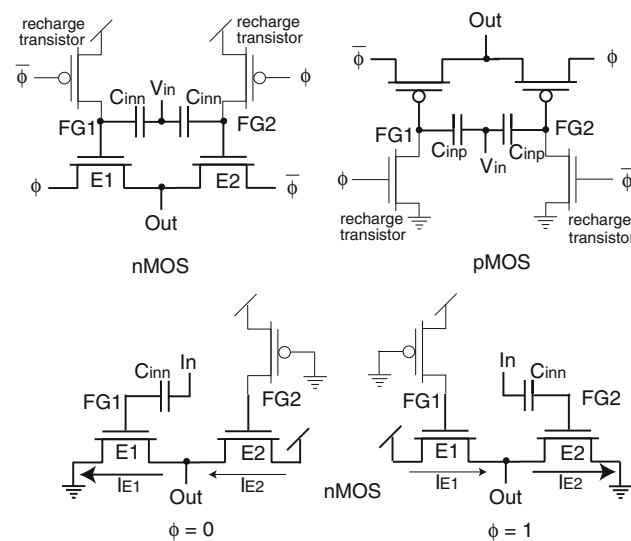 recharge
transistor
recharge
transistor
ϕ̅
ϕ
Cinn
Vin
Cinn
FG1
FG2
ϕ
E1
E2
ϕ̅
Out
nMOS
Out
ϕ̅
ϕ
FG1
FG2
Cinp
Vin
Cinp
ϕ
ϕ̅
recharge
transistor
recharge
transistor
pMOS
In
Cinn
FG1
FG2
E1
E2
IE1
IE2
Out
ϕ = 0
nMOS
In
Cinn
FG1
FG2
E1
E2
IE1
IE2
Out
ϕ = 1